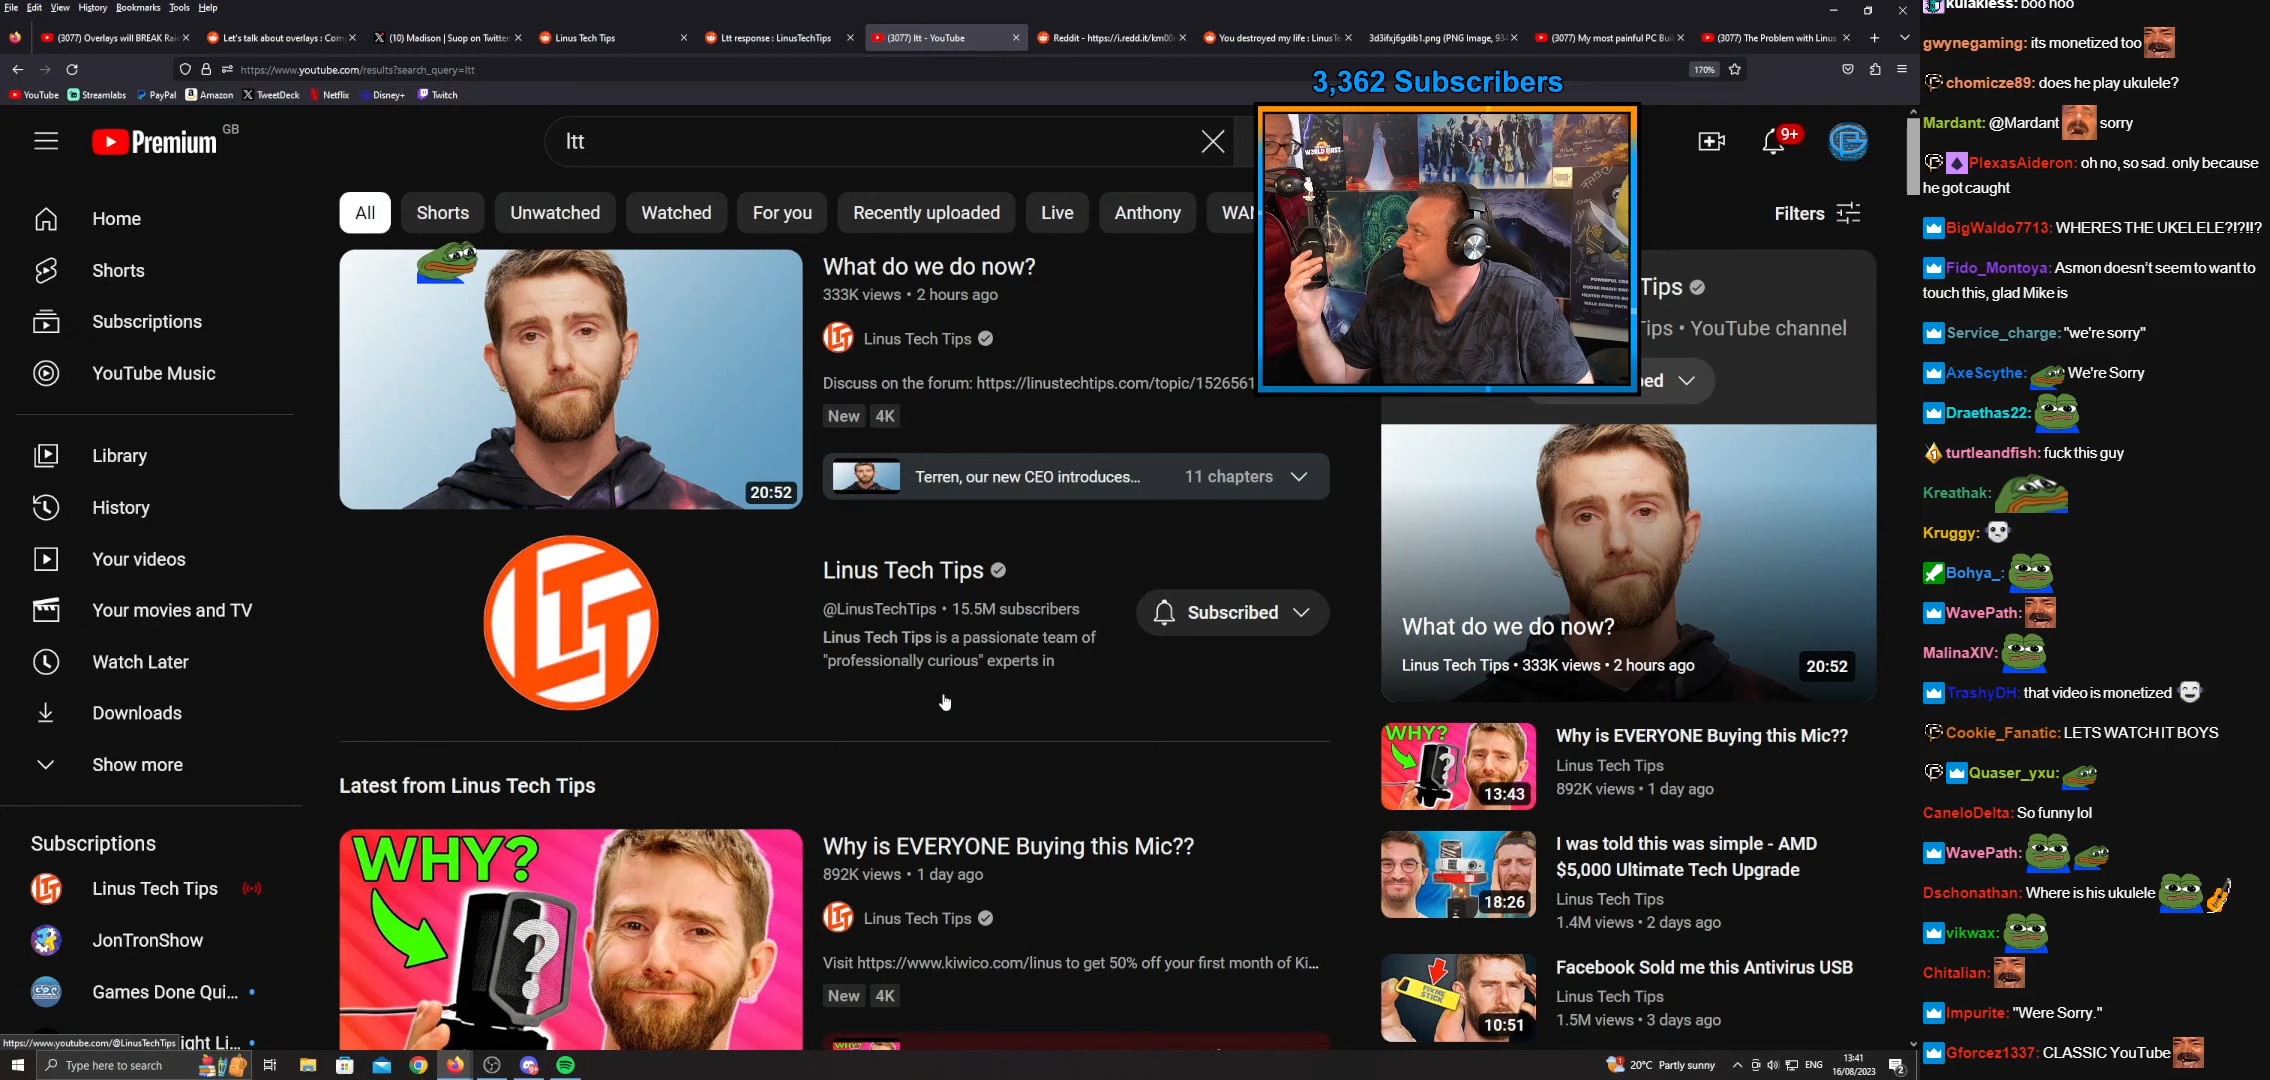 File Edit View History Bookmarks Tools Help
(3077) Overlays will BREAK Rai
Let's talk about overlays : Com
(10) Madison | Suop on Twitter:
Linus Tech Tips
Ltt response : LinusTechTips
(3077) ltt - YouTube
Reddit - https://i.redd.it/km00
You destroyed my life : LinusTe
3d3ifxj6gdib1.png (PNG Image, 93
(3077) My most painful PC Buil
(3077) The Problem with Linus
https://www.youtube.com/results?search_query=ltt
170%
YouTube Streamlabs PayPal Amazon TweetDeck Netflix Disney+ Twitch
3,362 Subscribers
Premium GB
ltt
9+
All Shorts Unwatched Watched For you Recently uploaded Live Anthony WAN
Filters
Home
Shorts
Subscriptions
YouTube Music
Library
History
Your videos
Your movies and TV
Watch Later
Downloads
Show more
Subscriptions
Linus Tech Tips
JonTronShow
Games Done Qui...
ight Li...
https://www.youtube.com/@LinusTechTips
20:52
What do we do now?
333K views • 2 hours ago
LTT Linus Tech Tips
Discuss on the forum: https://linustechtips.com/topic/1526561
New 4K
Terren, our new CEO introduces... 11 chapters
LTT
Linus Tech Tips
@LinusTechTips • 15.5M subscribers
Linus Tech Tips is a passionate team of
"professionally curious" experts in
Subscribed
Latest from Linus Tech Tips
WHY?
?
Why is EVERYONE Buying this Mic??
892K views • 1 day ago
LTT Linus Tech Tips
Visit https://www.kiwico.com/linus to get 50% off your first month of Ki...
New 4K
WORLD FIRST
Tips
Tips • YouTube channel
bed
What do we do now?
Linus Tech Tips • 333K views • 2 hours ago
20:52
WHY?
?
13:43
Why is EVERYONE Buying this Mic??
Linus Tech Tips
892K views • 1 day ago
18:26
I was told this was simple - AMD
$5,000 Ultimate Tech Upgrade
Linus Tech Tips
1.4M views • 2 days ago
FIXME
STICK
10:51
Facebook Sold me this Antivirus USB
Linus Tech Tips
1.5M views • 3 days ago
kulakless: boo hoo
gwynegaming: its monetized too
chomicze89: does he play ukulele?
Mardant: @Mardant sorry
PlexasAideron: oh no, so sad. only because
he got caught
BigWaldo7713: WHERES THE UKELELE?!?!!?
Fido_Montoya: Asmon doesn't seem to want to
touch this, glad Mike is
Service_charge: "we're sorry"
AxeScythe: We're Sorry
Draethas22:
turtleandfish: fuck this guy
Kreathak:
Kruggy:
Bohya_:
WavePath:
MalinaXIV:
TrashyDH: that video is monetized
Cookie_Fanatic: LETS WATCH IT BOYS
Quaser_yxu:
CaneloDelta: So funny lol
WavePath:
Dschonathan: Where is his ukulele
vikwax:
Chitalian:
Impurite: "Were Sorry."
Gforcez1337: CLASSIC YouTube
Type here to search
20°C Partly sunny
ENG
13:41
16/08/2023
2